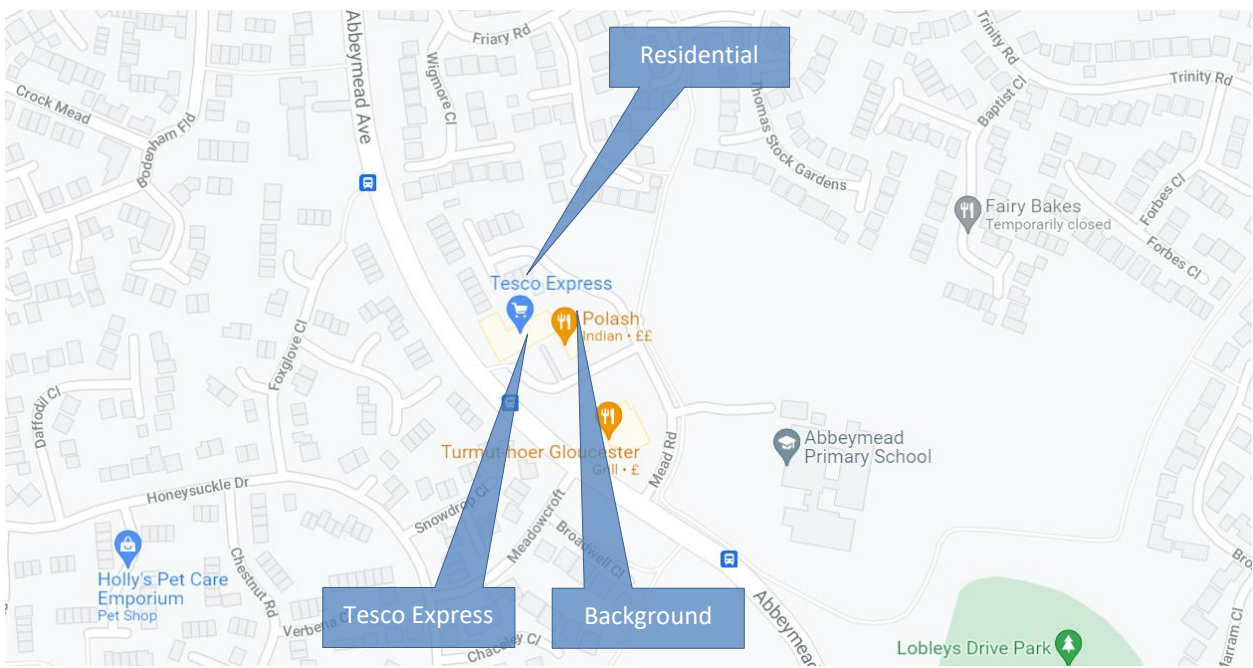 Friary Rd
Residential
Trinity Rd
Trinity Rd
Abbeymead Ave
Wigmore Cl
Crock Mead
Bodenham Fld
Thomas Stock Gardens
Baptist Cl
Forbes Cl
Fairy Bakes
Temporarily closed
Forbes Cl
Tesco Express
Polash
Indian · ££
Foxglove Cl
Daffodil Cl
Turmut-hoer Gloucester
Grill · £
Mead Rd
Abbeymead
Primary School
Honeysuckle Dr
Snowdrop Cl
Meadowcroft
Broadwell Cl
Holly's Pet Care
Emporium
Pet Shop
Chestnut Rd
Verbena
Tesco Express
Background
Chaceley Cl
Abbeymead
Lobleys Drive Park
Marram Cl